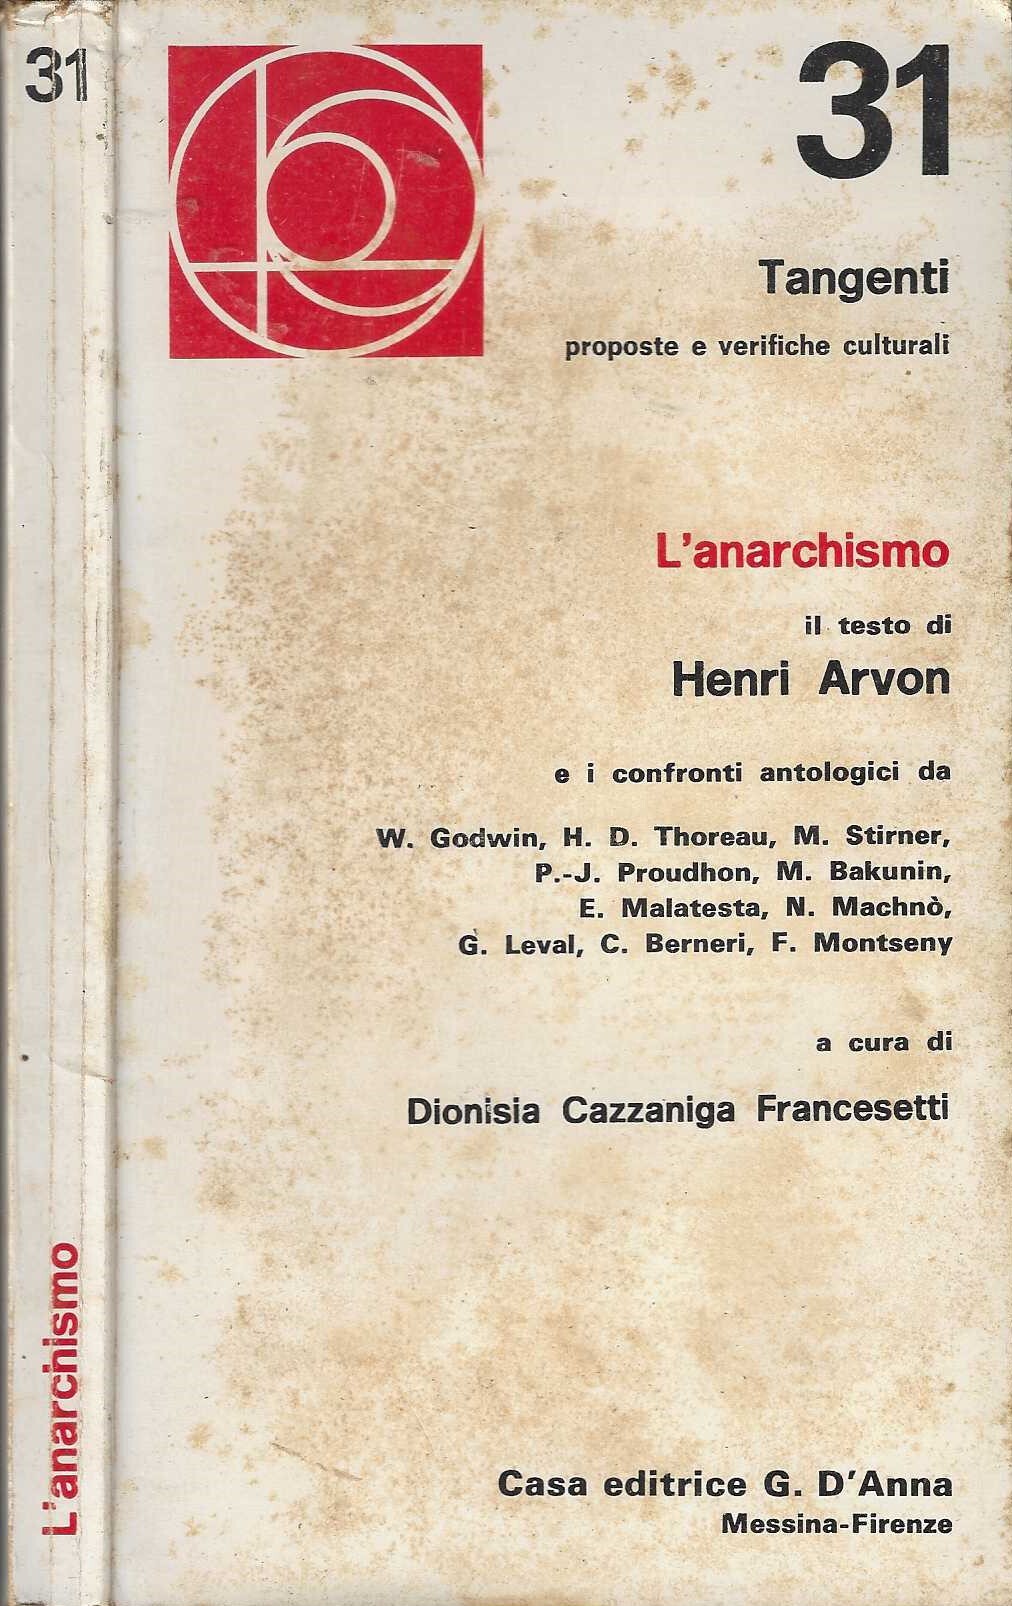 31
L'anarchismo
31
Tangenti
proposte e verifiche culturali
L'anarchismo
il testo di
Henri Arvon
e i confronti antologici da
W. Godwin, H. D. Thoreau, M. Stirner,
P.-J. Proudhon, M. Bakunin,
E. Malatesta, N. Machnò,
G. Leval, C. Berneri, F. Montseny
a cura di
Dionisia Cazzaniga Francesetti
Casa editrice G. D'Anna
Messina-Firenze